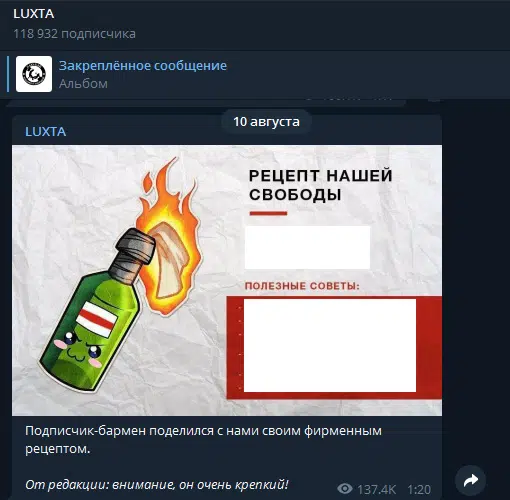 LUXTA
118 932 подписчика
Закреплённое сообщение
Альбом
10 августа
LUXTA
РЕЦЕПТ НАШЕЙ
СВОБОДЫ
ПОЛЕЗНЫЕ СОВЕТЫ:
Подписчик-бармен поделился с нами своим фирменным
рецептом.
От редакции: внимание, он очень крепкий!
137.4K 1:20